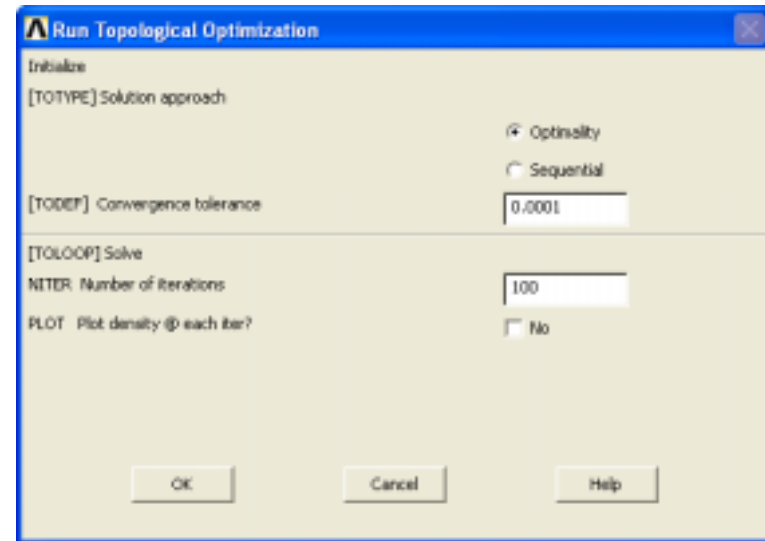 Run Topological Optimization
Initialize
[TOTYPE] Solution approach
Optimality
Sequential
[TODEF] Convergence tolerance
0.0001
[TOLOOP] Solve
NITER Number of iterations
100
PLOT Plot density @ each iter?
No
OK
Cancel
Help